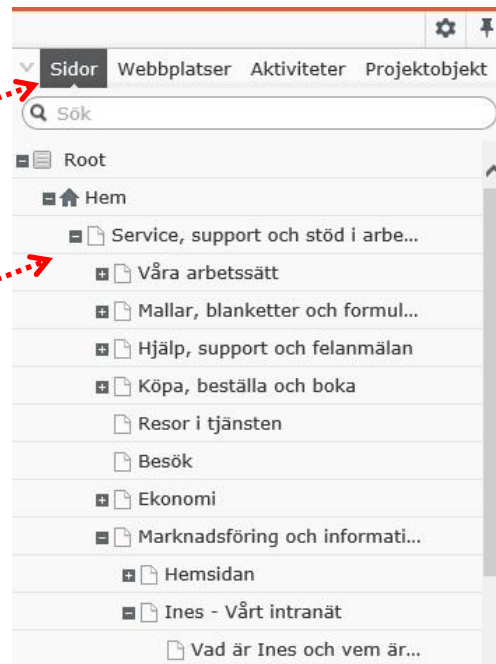 Sidor Webbplatser Aktiviteter Projektobjekt
Sök
Root
Hem
Service, support och stöd i arbe...
Våra arbetssätt
Mallar, blanketter och formul...
Hjälp, support och felanmälan
Köpa, beställa och boka
Resor i tjänsten
Besök
Ekonomi
Marknadsföring och informati...
Hemsidan
Ines - Vårt intranät
Vad är Ines och vem är...